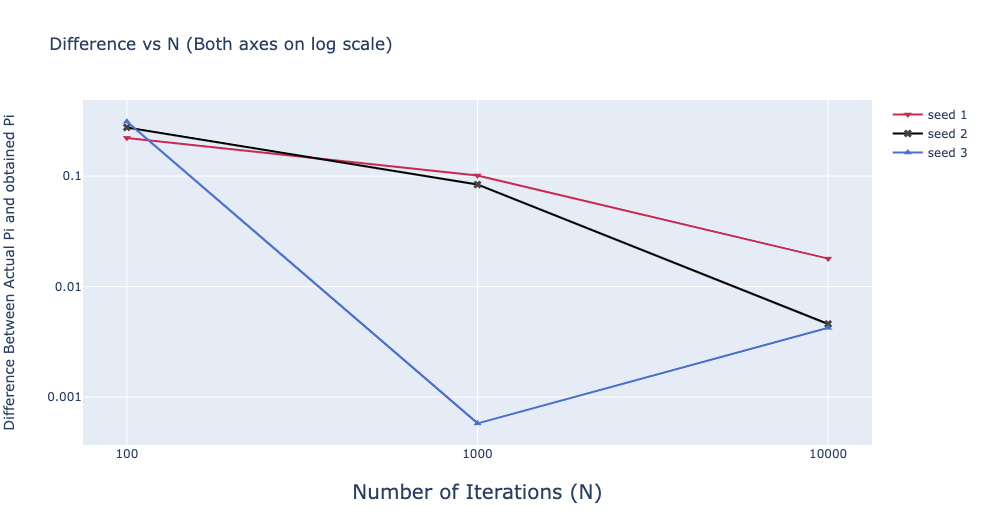 Difference vs N (Both axes on log scale)
Difference Between Actual Pi and obtained Pi
0.1
0.01
0.001
100
1000
10000
Number of Iterations (N)
seed 1
seed 2
seed 3